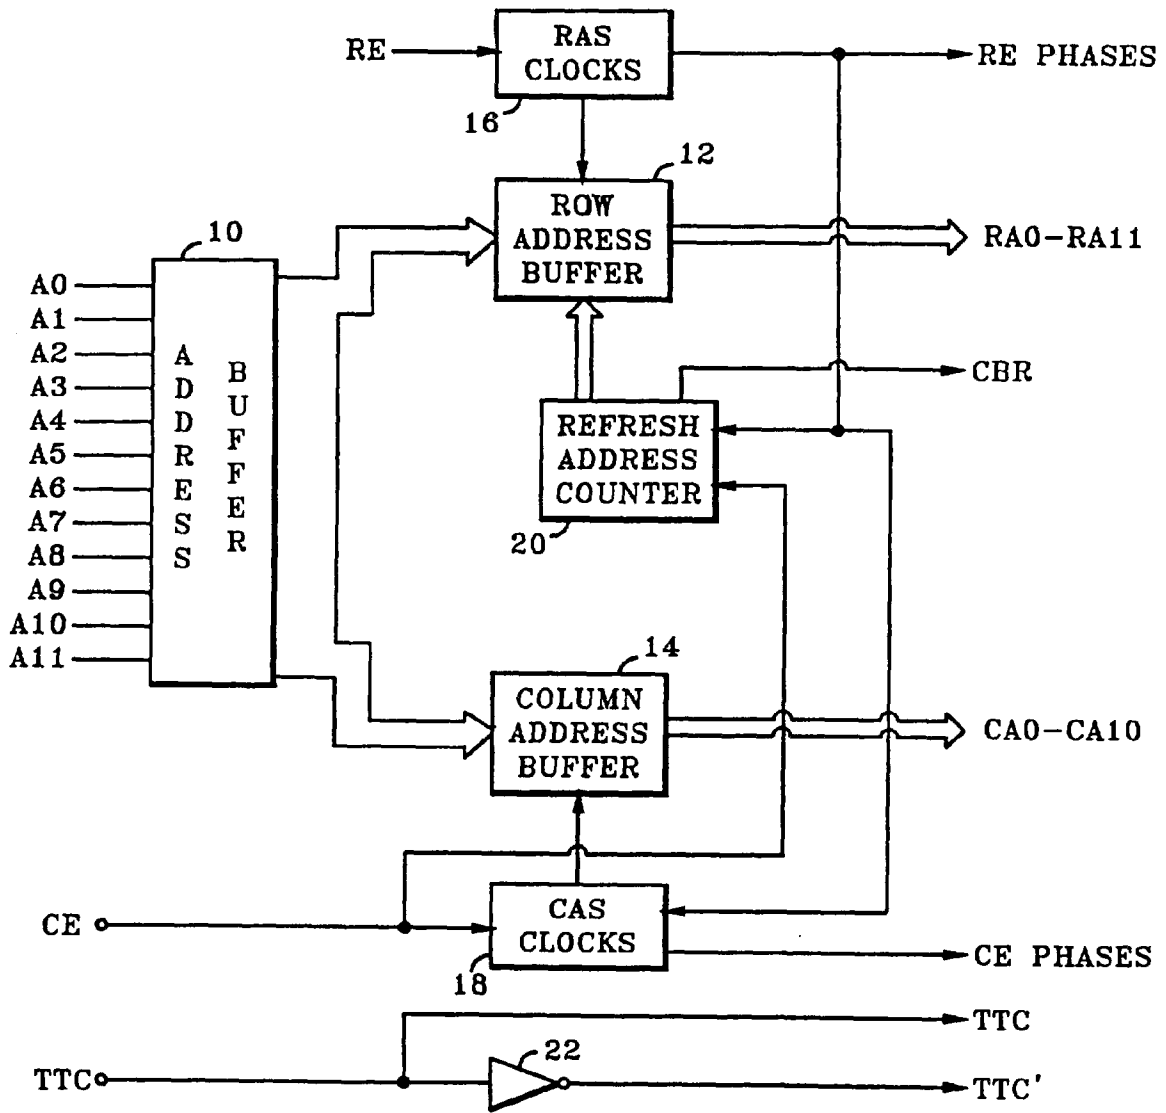 RE
RAS
CLOCKS
RE PHASES
16
12
ROW
ADDRESS
BUFFER
RA0-RA11
10
A0
A1
A2
A3
A4
A5
A6
A7
A8
A9
A10
A11
ADDRESS
BUFFER
CBR
REFRESH
ADDRESS
COUNTER
20
14
COLUMN
ADDRESS
BUFFER
CA0-CA10
CE
CAS
CLOCKS
18
CE PHASES
TTC
22
TTC
TTC'